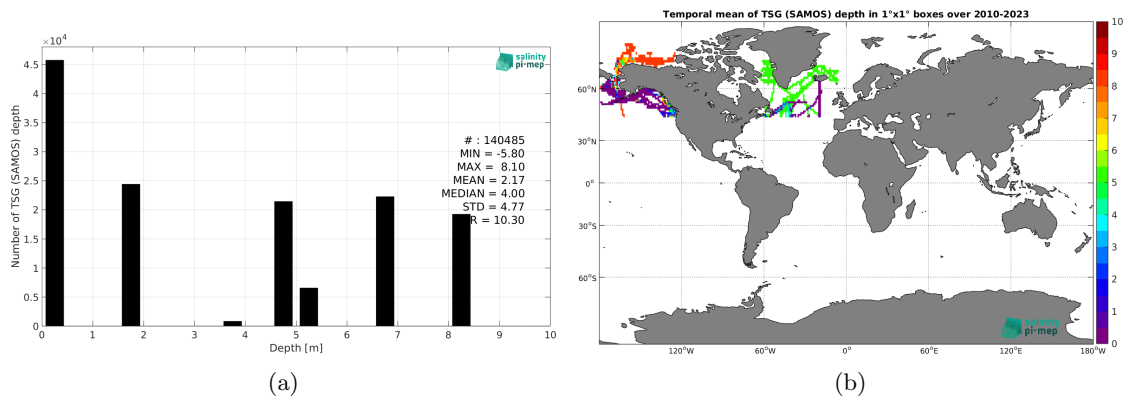 ×10⁴
4.5
4
3.5
3
2.5
2
1.5
1
0.5
0
Number of TSG (SAMOS) depth
salinity
pi-mep
# : 140485
MIN = -5.80
MAX = 8.10
MEAN = 2.17
MEDIAN = 4.00
STD = 4.77
R = 10.30
0 1 2 3 4 5 6 7 8 9 10
Depth [m]
(a)
Temporal mean of TSG (SAMOS) depth in 1°x1° boxes over 2010-2023
60°N
30°N
0°
30°S
60°S
120°W 60°W 0° 60°E 120°E 180°W
salinity
pi-mep
10
9
8
7
6
5
4
3
2
1
0
(b)